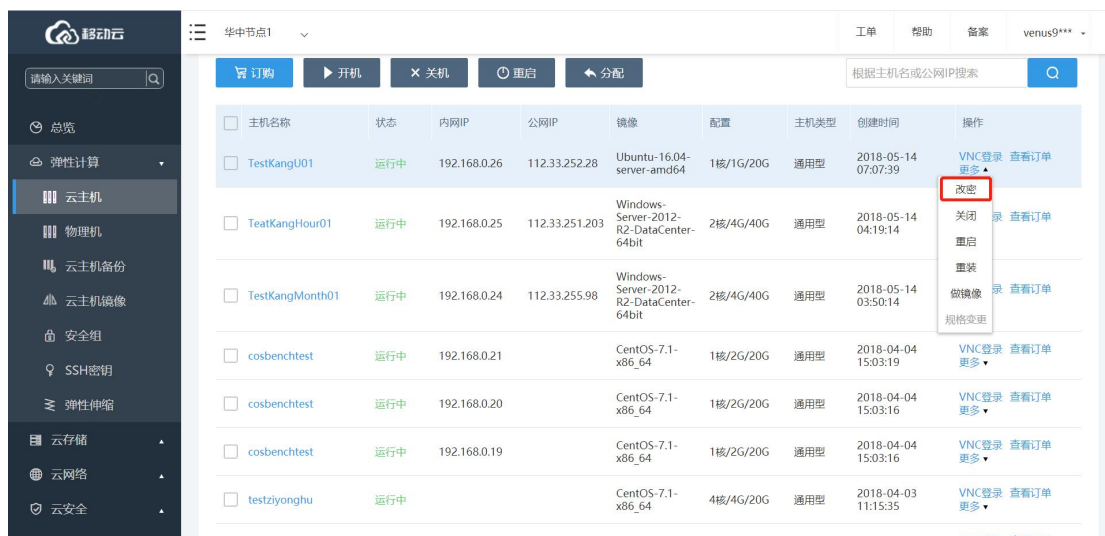 移动云
华中节点1
工单 帮助 备案 venus9***
请输入关键词
订购 开机 关机 重启 分配 根据主机名或公网IP搜索
总览
弹性计算
云主机
物理机
云主机备份
云主机镜像
安全组
SSH密钥
弹性伸缩
云存储
云网络
云安全
主机名称 状态 内网IP 公网IP 镜像 配置 主机类型 创建时间 操作
TestKangU01 运行中 192.168.0.26 112.33.252.28 Ubuntu-16.04- 1核/1G/20G 通用型 2018-05-14 VNC登录 查看订单
server-amd64 07:07:39 更多
改密
关闭
重启
重装
做镜像
规格变更
Windows-
TeatKangHour01 运行中 192.168.0.25 112.33.251.203 Server-2012- 2核/4G/40G 通用型 2018-05-14 录 查看订单
R2-DataCenter- 04:19:14
64bit
Windows-
TestKangMonth01 运行中 192.168.0.24 112.33.255.98 Server-2012- 2核/4G/40G 通用型 2018-05-14 录 查看订单
R2-DataCenter- 03:50:14
64bit
cosbenchtest 运行中 192.168.0.21 CentOS-7.1- 1核/2G/20G 通用型 2018-04-04 VNC登录 查看订单
x86_64 15:03:19 更多
cosbenchtest 运行中 192.168.0.20 CentOS-7.1- 1核/2G/20G 通用型 2018-04-04 VNC登录 查看订单
x86_64 15:03:16 更多
cosbenchtest 运行中 192.168.0.19 CentOS-7.1- 1核/2G/20G 通用型 2018-04-04 VNC登录 查看订单
x86_64 15:03:16 更多
testziyonghu 运行中 CentOS-7.1- 4核/4G/20G 通用型 2018-04-03 VNC登录 查看订单
x86_64 11:15:35 更多